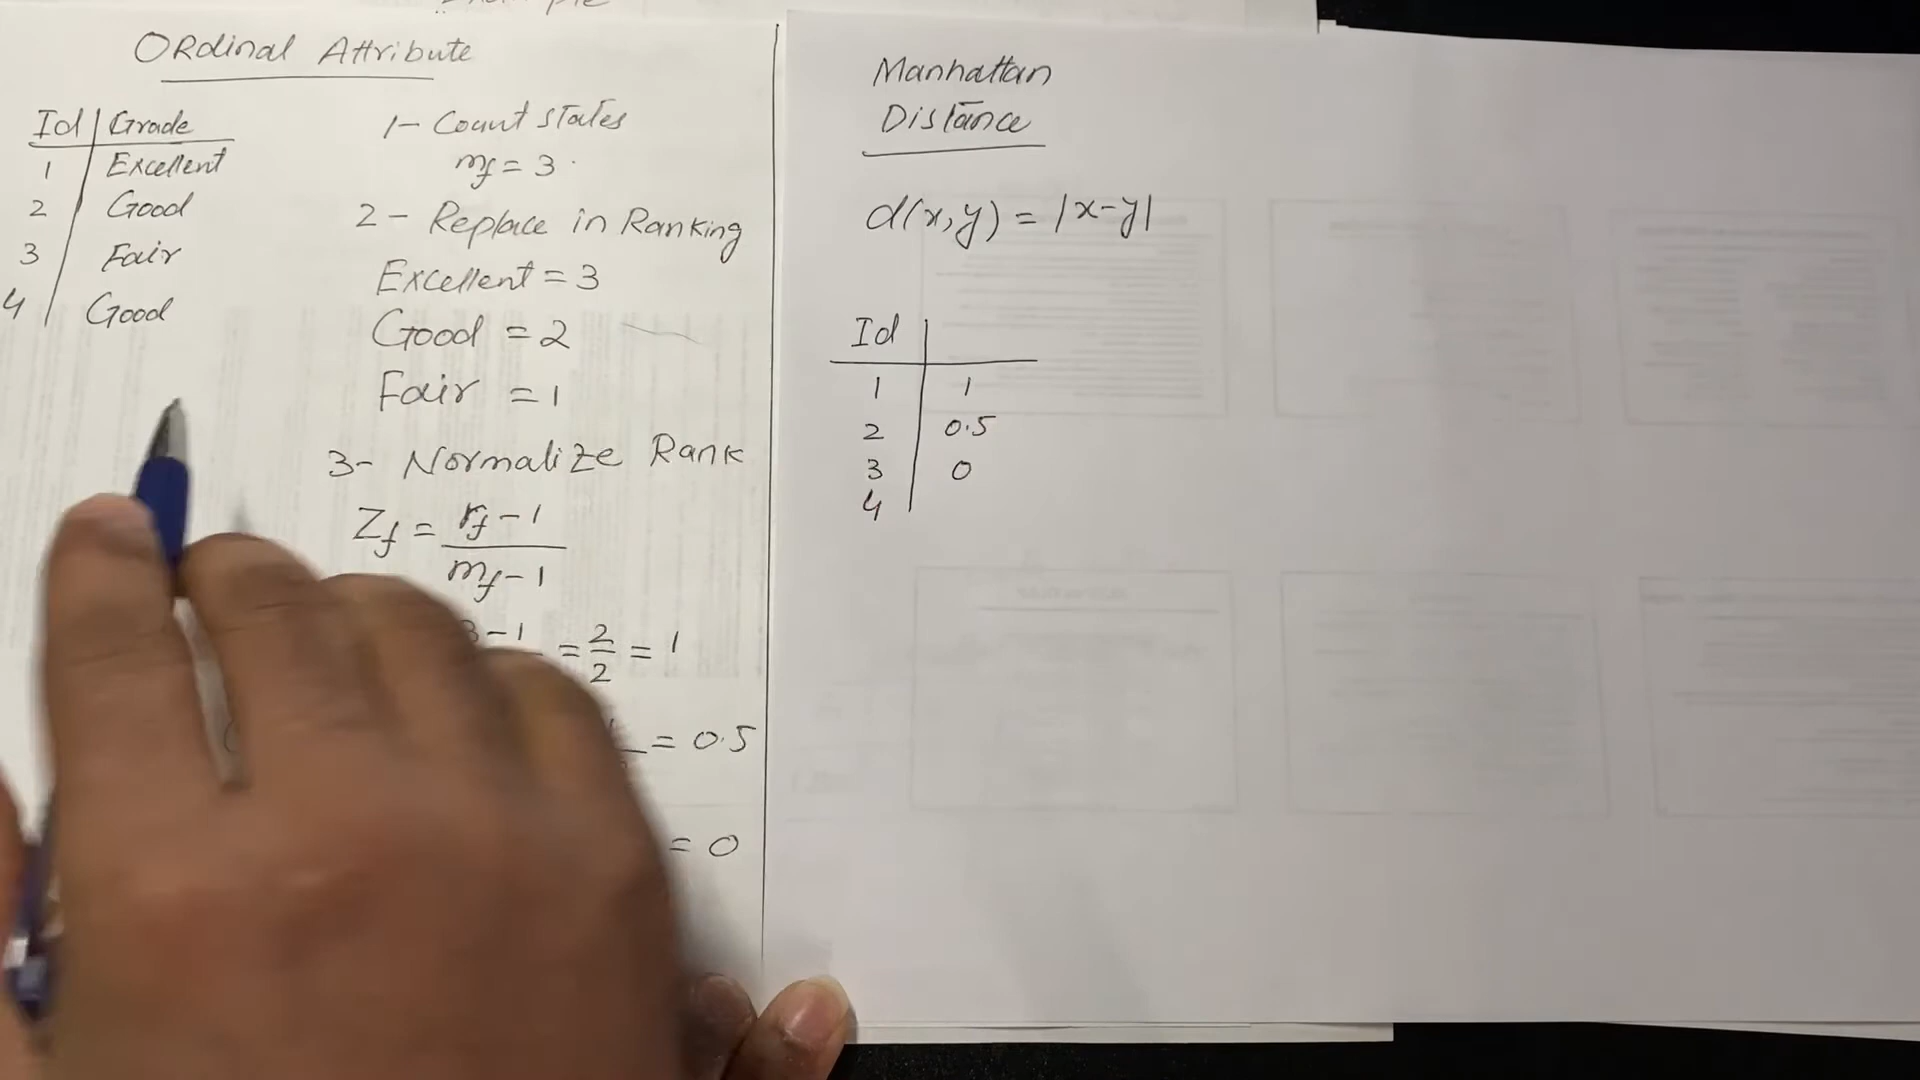 Ordinal Attribute
Id | Grade
1 | Excellent
2 | Good
3 | Fair
4 | Good
1- Count states
mf = 3
2- Replace in Ranking
Excellent = 3
Good = 2
Fair = 1
3- Normalize Rank
Zf = rf - 1
mf - 1
3 - 1
= 2/2 = 1
= 0.5
= 0
Manhattan
Distance
d(x,y) = |x-y|
Id
1 | 1
2 | 0.5
3 | 0
4